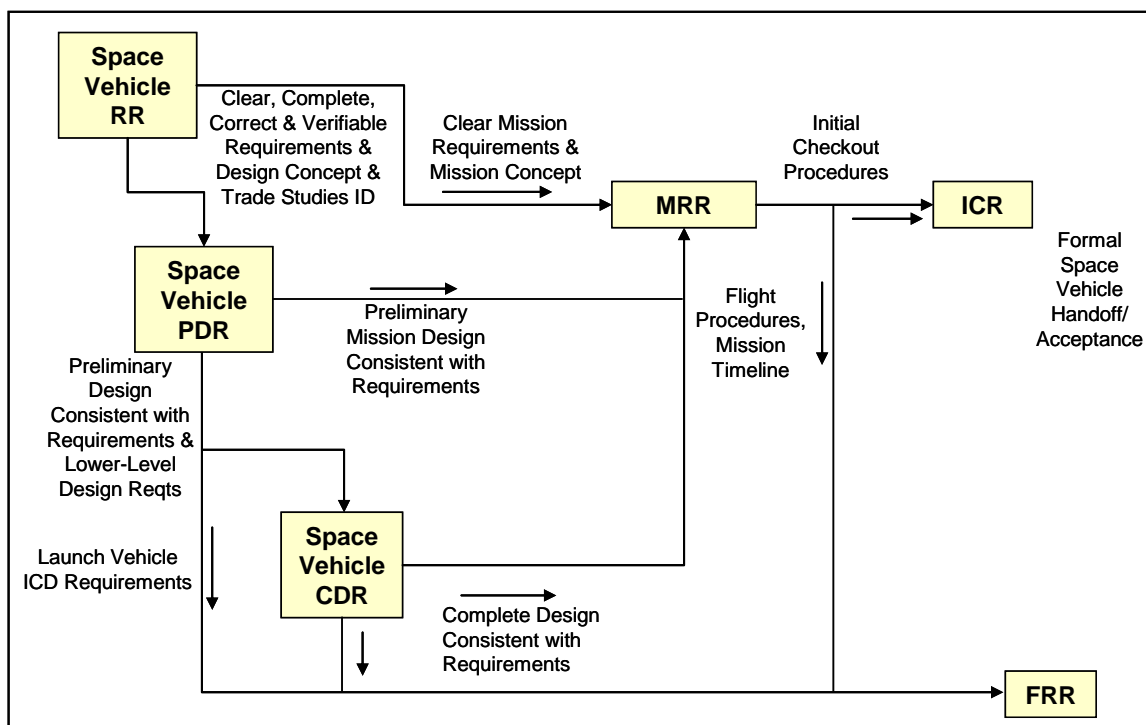 Space
Vehicle
RR
Clear, Complete,
Correct & Verifiable
Requirements &
Design Concept &
Trade Studies ID
Clear Mission
Requirements &
Mission Concept
Initial
Checkout
Procedures
MRR
ICR
Formal
Space
Vehicle
Handoff/
Acceptance
Space
Vehicle
PDR
Preliminary
Mission Design
Consistent with
Requirements
Flight
Procedures,
Mission
Timeline
Preliminary
Design
Consistent with
Requirements &
Lower-Level
Design Reqts
Launch Vehicle
ICD Requirements
Space
Vehicle
CDR
Complete Design
Consistent with
Requirements
FRR